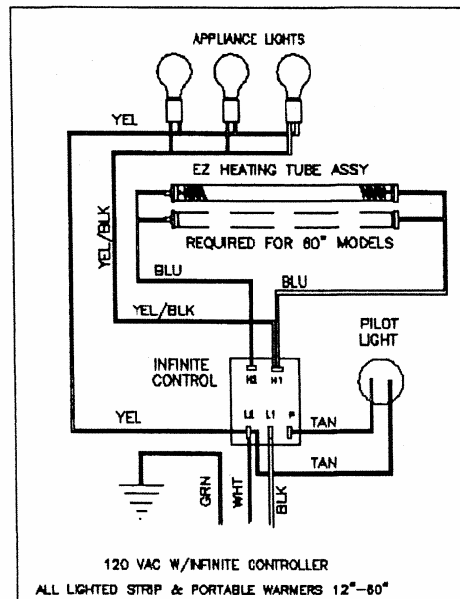 APPLIANCE LIGHTS
YEL
EZ HEATING TUBE ASSY
YEL/BLK
REQUIRED FOR 60" MODELS
BLU
BLU
YEL/BLK
PILOT
LIGHT
INFINITE
CONTROL
H2
H1
YEL
L2
L1
P
TAN
TAN
GRN
WHT
BLK
120 VAC W/INFINITE CONTROLLER
ALL LIGHTED STRIP & PORTABLE WARMERS 12"-60"